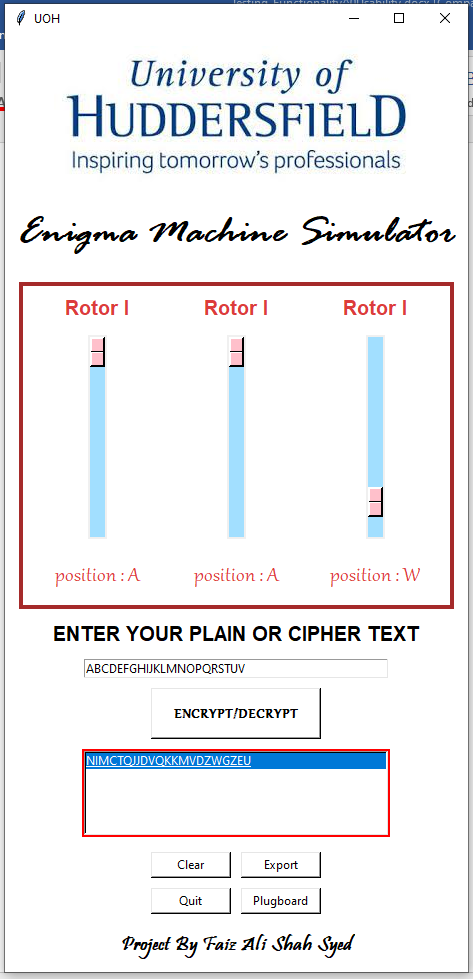 UOH
University of
HUDDERSFIELD
Inspiring tomorrow's professionals
Enigma Machine Simulator
Rotor I Rotor I Rotor I
position : A position : A position : W
ENTER YOUR PLAIN OR CIPHER TEXT
ABCDEFGHIJKLMNOPQRSTUV
ENCRYPT/DECRYPT
NIMCTQJJDVQKKMVDZWGZEU
Clear Export
Quit Plugboard
Project By Faiz Ali Shah Syed